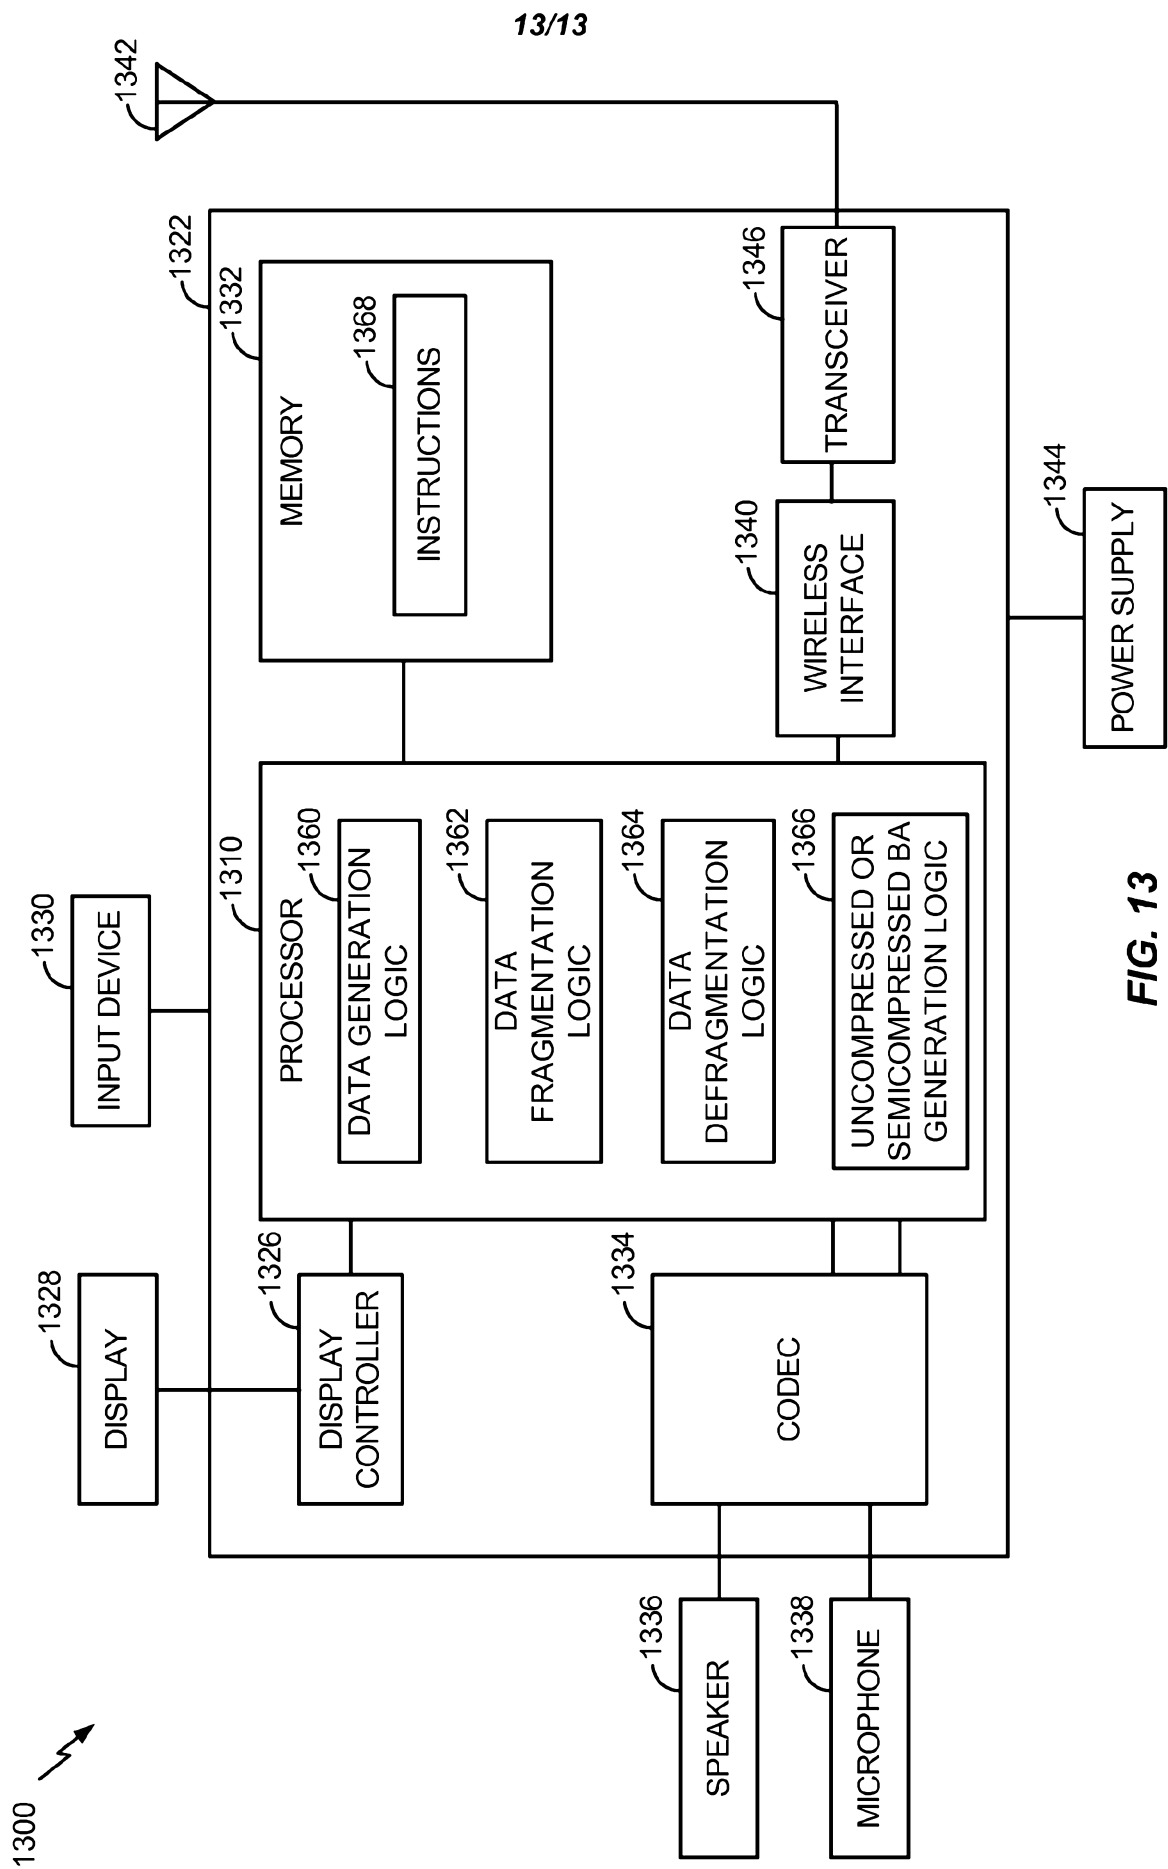 13/13
1300
1328
DISPLAY
1330
INPUT DEVICE
1342
1322
1326
DISPLAY
CONTROLLER
1310
PROCESSOR
1360
DATA GENERATION
LOGIC
1362
DATA
FRAGMENTATION
LOGIC
1364
DATA
DEFRAGMENTATION
LOGIC
1366
UNCOMPRESSED OR
SEMICOMPRESSED BA
GENERATION LOGIC
1332
MEMORY
1368
INSTRUCTIONS
1336
SPEAKER
1338
MICROPHONE
1334
CODEC
1340
WIRELESS
INTERFACE
1346
TRANSCEIVER
1344
POWER SUPPLY
FIG. 13